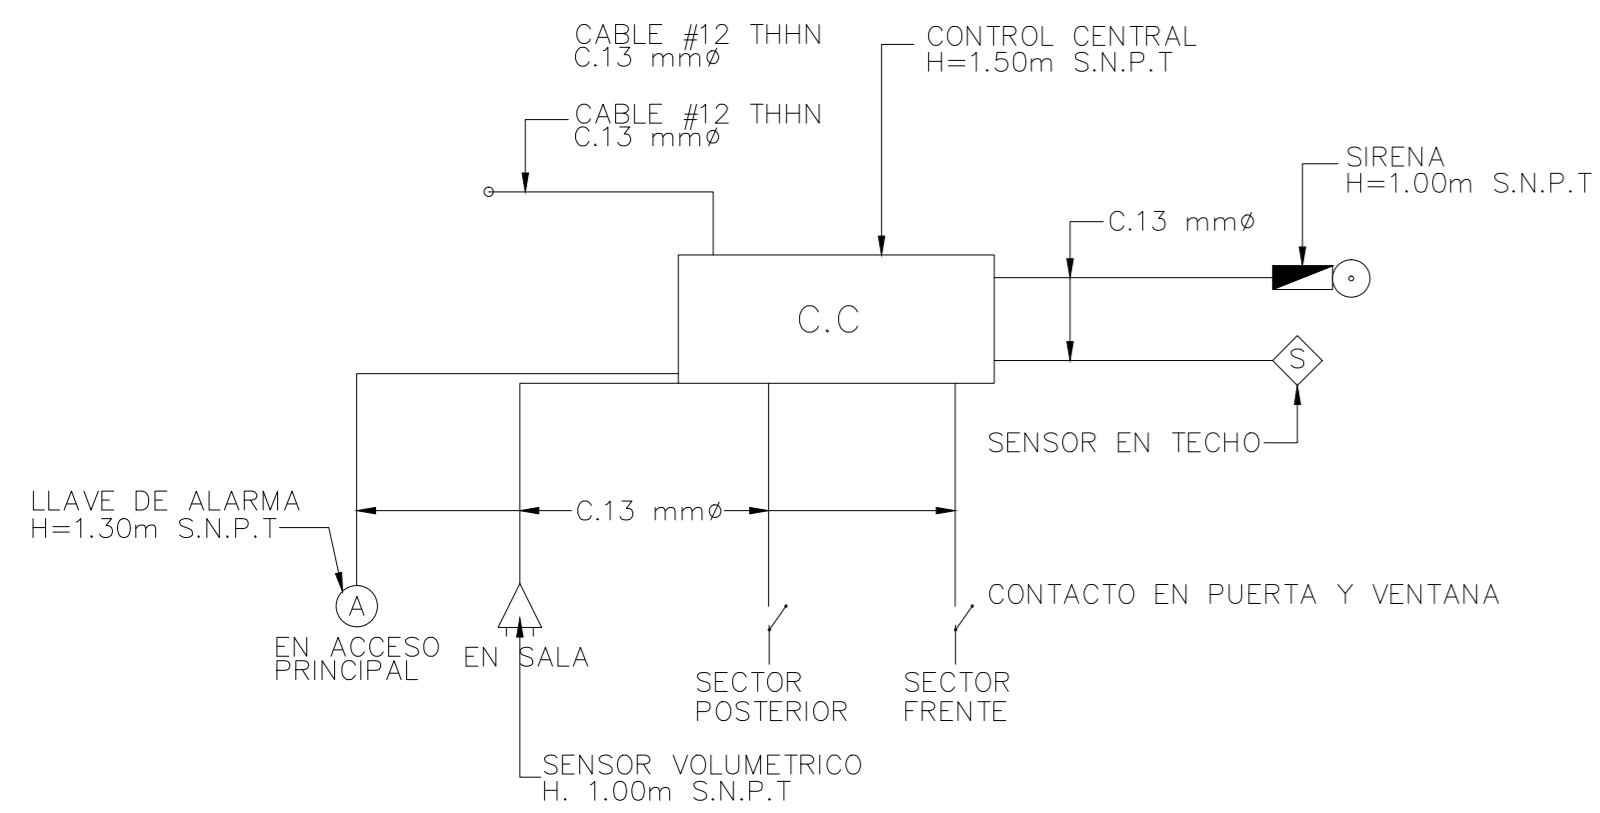 CABLE #12 THHN
C.13 mmø
CONTROL CENTRAL
H=1.50m S.N.P.T
CABLE #12 THHN
C.13 mmø
SIRENA
H=1.00m S.N.P.T
C.13 mmø
C.C
S
SENSOR EN TECHO
LLAVE DE ALARMA
H=1.30m S.N.P.T
C.13 mmø
A
CONTACTO EN PUERTA Y VENTANA
EN ACCESO
PRINCIPAL
EN SALA
SECTOR
POSTERIOR
SECTOR
FRENTE
SENSOR VOLUMETRICO
H. 1.00m S.N.P.T